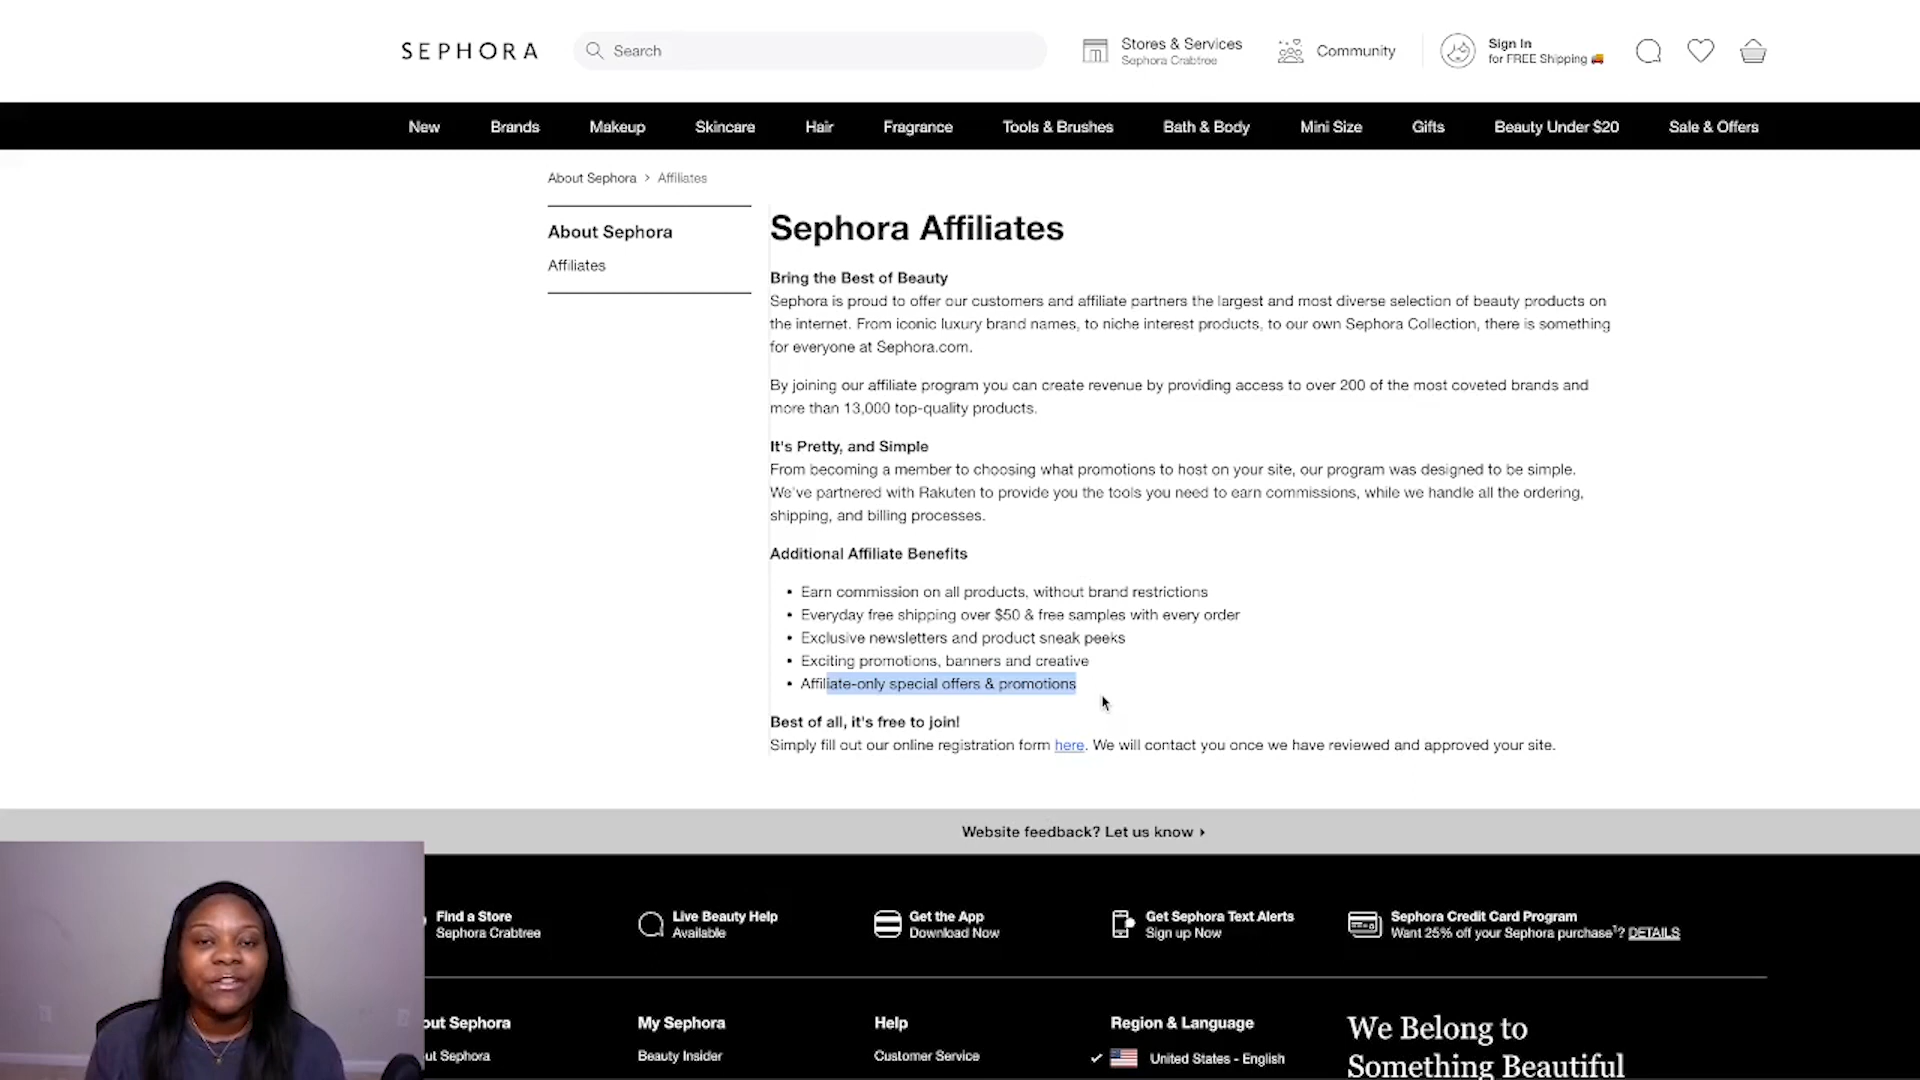 SEPHORA
Search
Stores & Services
Sephora Crabtree
Community
Sign In
for FREE Shipping
New
Brands
Makeup
Skincare
Hair
Fragrance
Tools & Brushes
Bath & Body
Mini Size
Gifts
Beauty Under $20
Sale & Offers
About Sephora > Affiliates
About Sephora
Affiliates
Sephora Affiliates
Bring the Best of Beauty
Sephora is proud to offer our customers and affiliate partners the largest and most diverse selection of beauty products on
the internet. From iconic luxury brand names, to niche interest products, to our own Sephora Collection, there is something
for everyone at Sephora.com.
By joining our affiliate program you can create revenue by providing access to over 200 of the most coveted brands and
more than 13,000 top-quality products.
It's Pretty, and Simple
From becoming a member to choosing what promotions to host on your site, our program was designed to be simple.
We've partnered with Rakuten to provide you the tools you need to earn commissions, while we handle all the ordering,
shipping, and billing processes.
Additional Affiliate Benefits
• Earn commission on all products, without brand restrictions
• Everyday free shipping over $50 & free samples with every order
• Exclusive newsletters and product sneak peeks
• Exciting promotions, banners and creative
• Affiliate-only special offers & promotions
Best of all, it's free to join!
Simply fill out our online registration form here. We will contact you once we have reviewed and approved your site.
Website feedback? Let us know
Find a Store
Sephora Crabtree
Live Beauty Help
Available
Get the App
Download Now
Get Sephora Text Alerts
Sign up Now
Sephora Credit Card Program
Want 25% off your Sephora purchase¹? DETAILS
out Sephora
ut Sephora
My Sephora
Beauty Insider
Help
Customer Service
Region & Language
United States - English
We Belong to
Something Beautiful